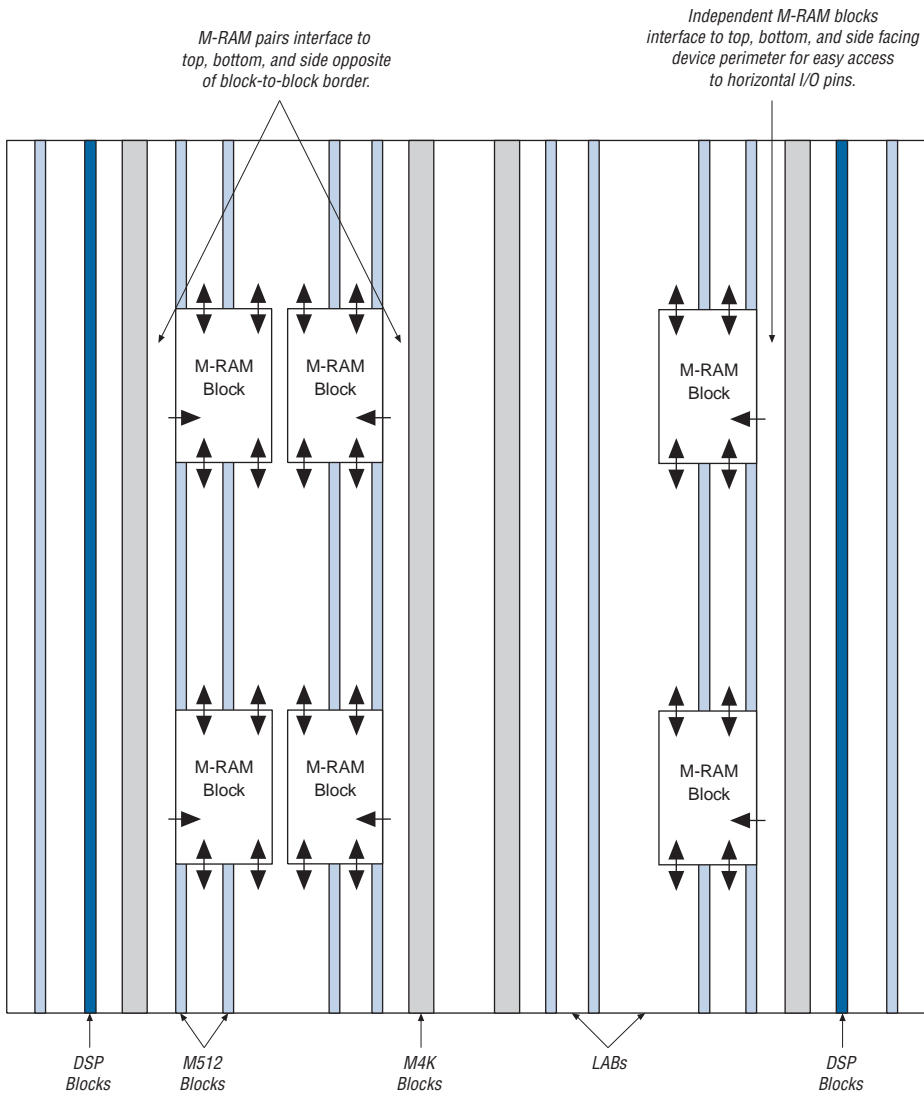 M-RAM pairs interface to
top, bottom, and side opposite
of block-to-block border.
Independent M-RAM blocks
interface to top, bottom, and side facing
device perimeter for easy access
to horizontal I/O pins.
M-RAM
Block
M-RAM
Block
M-RAM
Block
M-RAM
Block
M-RAM
Block
M-RAM
Block
DSP
Blocks
M512
Blocks
M4K
Blocks
LABs
DSP
Blocks